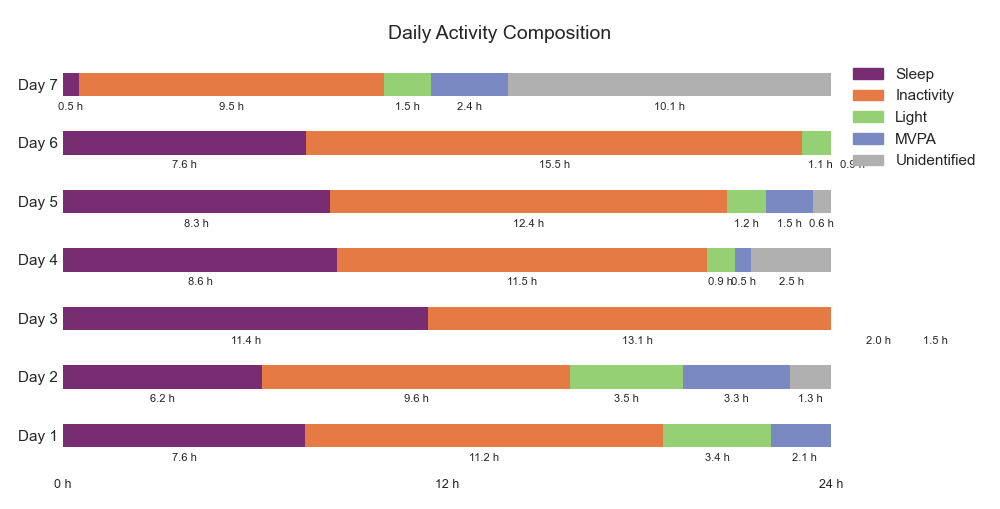 Daily Activity Composition
Sleep
Inactivity
Light
MVPA
Unidentified
Day 7
0.5 h 9.5 h 1.5 h 2.4 h 10.1 h
Day 6
7.6 h 15.5 h 1.1 h
Day 5
8.3 h 12.4 h 1.2 h 1.5 h 0.6 h
Day 4
8.6 h 11.5 h 0.9 h 0.5 h 2.5 h
Day 3
11.4 h 13.1 h 2.0 h 1.5 h
Day 2
6.2 h 9.6 h 3.5 h 3.3 h 1.3 h
Day 1
7.6 h 11.2 h 3.4 h 2.1 h
0 h 12 h 24 h